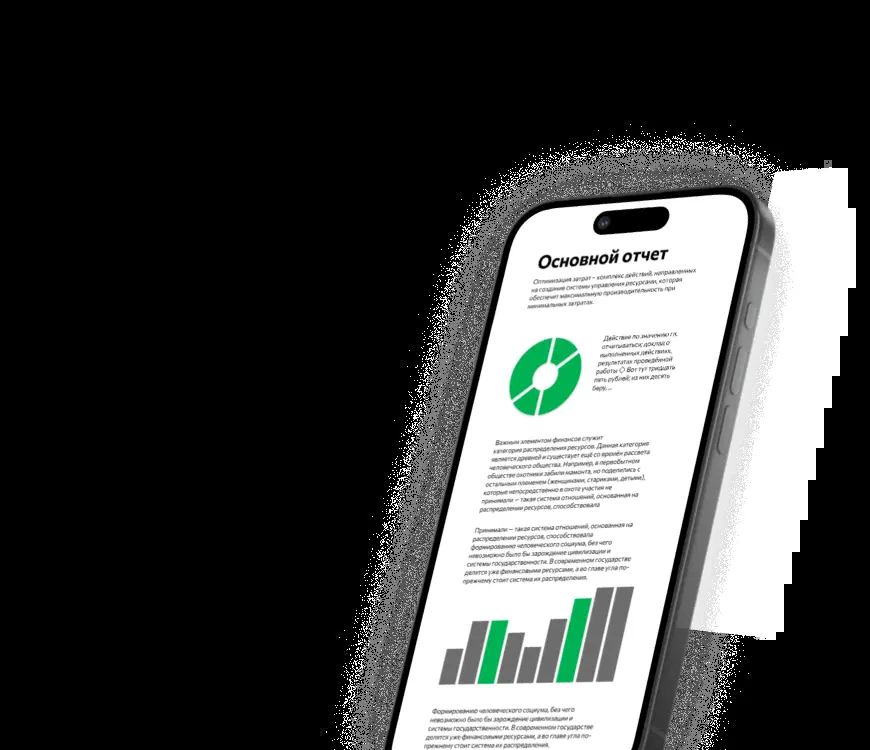 Основной отчет
Оптимизация затрат – комплекс действий, направленных
на создание системы управления ресурсами, которая
обеспечит максимальную производительность при
минимальных затратах.
Действие по значению гл.
отчитываться; доклад о
выполненных действиях,
результатах проведённой
работы ◇ Вот тут тридцать
пять рублей; из них десять
беру, ...
Важным элементом финансов служит
категория распределения ресурсов. Данная категория
является древней и существует ещё со времён рассвета
человеческого общества. Например, в первобытном
обществе охотники забили мамонта, но поделились с
остальным племенем (женщинами, стариками, детьми),
которые непосредственно в охоте участия не
принимали — такая система отношений, основанная на
распределении ресурсов, способствовала
Принимали — такая система отношений, основанная на
распределении ресурсов, способствовала
формированию человеческого социума, без чего
невозможно было бы зарождение цивилизации и
системы государственности. В современном государстве
делятся уже финансовыми ресурсами, а во главе угла по-
прежнему стоит система их распределения.
Формированию человеческого социума, без чего
невозможно было бы зарождение цивилизации и
системы государственности. В современном государстве
делятся уже финансовыми ресурсами, а во главе угла по-
прежнему стоит система их распределения.